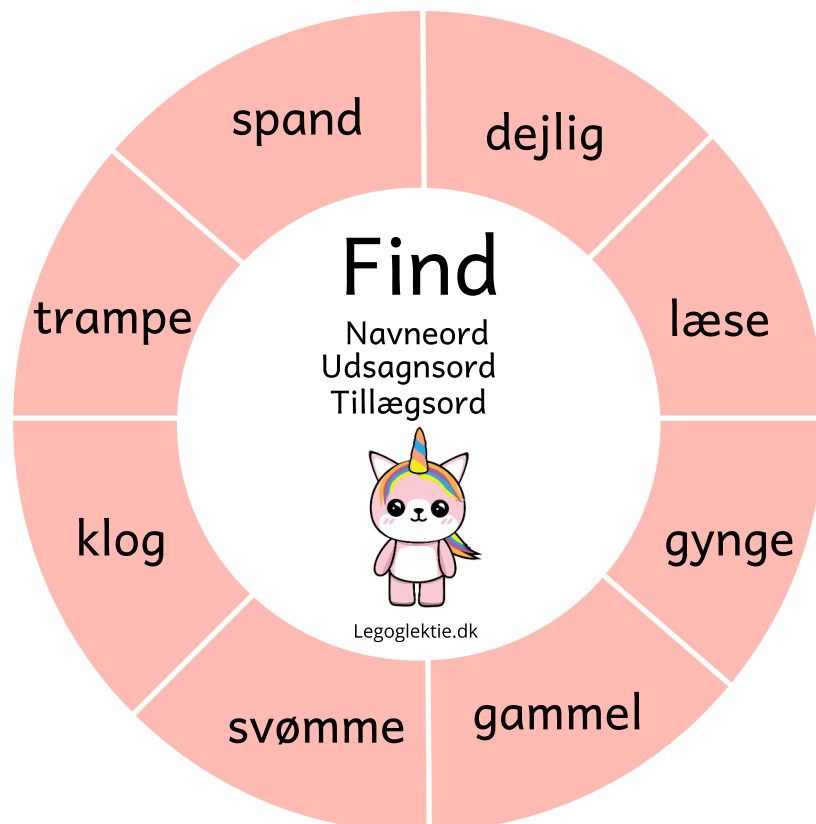 spand
dejlig
trampe
læse
klog
gynge
svømme
gammel
Find
Navneord
Udsagnsord
Tillægsord
Legoglektie.dk